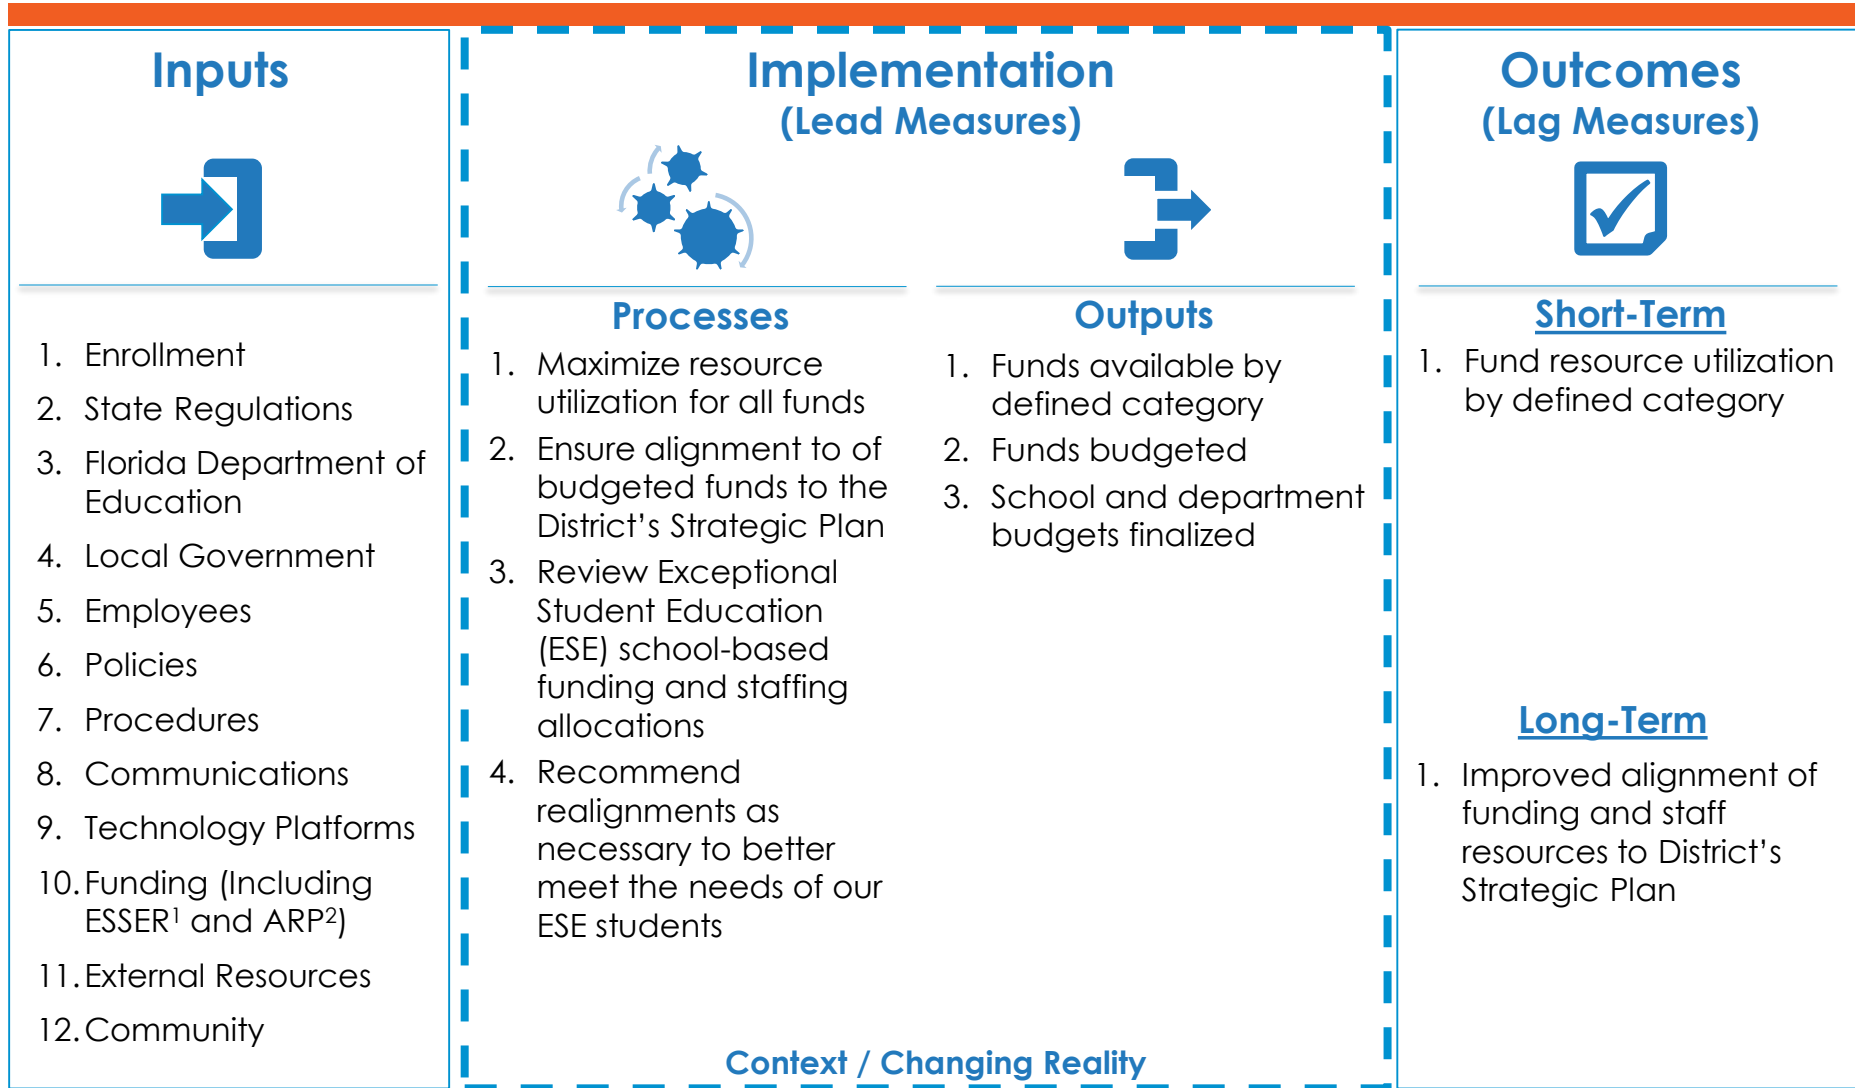 Inputs
1. Enrollment
2. State Regulations
3. Florida Department of
Education
4. Local Government
5. Employees
6. Policies
7. Procedures
8. Communications
9. Technology Platforms
10. Funding (Including
ESSER¹ and ARP²)
11. External Resources
12. Community
Implementation
(Lead Measures)
Processes
1. Maximize resource
utilization for all funds
2. Ensure alignment to of
budgeted funds to the
District’s Strategic Plan
3. Review Exceptional
Student Education
(ESE) school-based
funding and staffing
allocations
4. Recommend
realignments as
necessary to better
meet the needs of our
ESE students
Outputs
1. Funds available by
defined category
2. Funds budgeted
3. School and department
budgets finalized
Context / Changing Reality
Outcomes
(Lag Measures)
Short-Term
1. Fund resource utilization
by defined category
Long-Term
1. Improved alignment of
funding and staff
resources to District’s
Strategic Plan